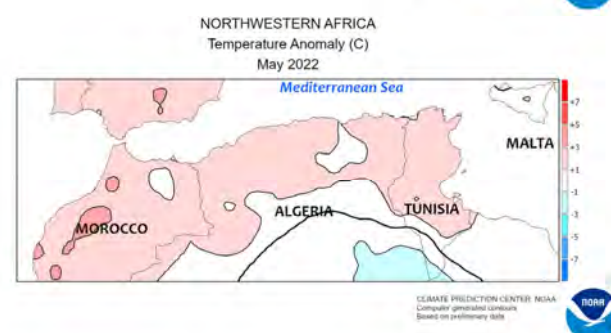 NORTHWESTERN AFRICA
Temperature Anomaly (C)
May 2022
Mediterranean Sea
MALTA
MOROCCO
ALGERIA
TUNISIA
+7
+5
+3
+1
-1
-3
-5
-7
CLIMATE PREDICTION CENTER NOAA
Computer generated contours
Based on preliminary data
NOAA